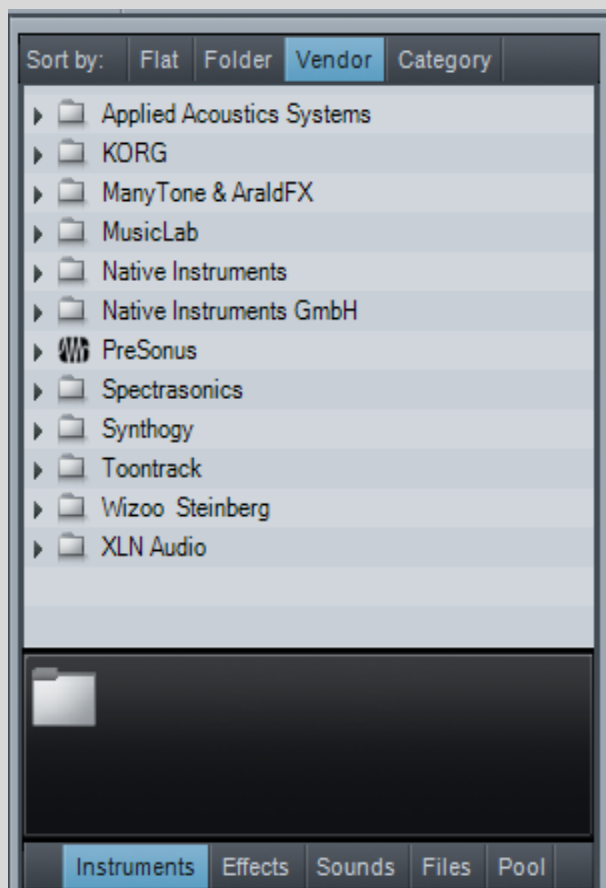 Sort by: Flat Folder Vendor Category
Applied Acoustics Systems
KORG
ManyTone & AraldFX
MusicLab
Native Instruments
Native Instruments GmbH
PreSonus
Spectrasonics
Synthogy
Toontrack
Wizoo  Steinberg
XLN Audio
Instruments Effects Sounds Files Pool